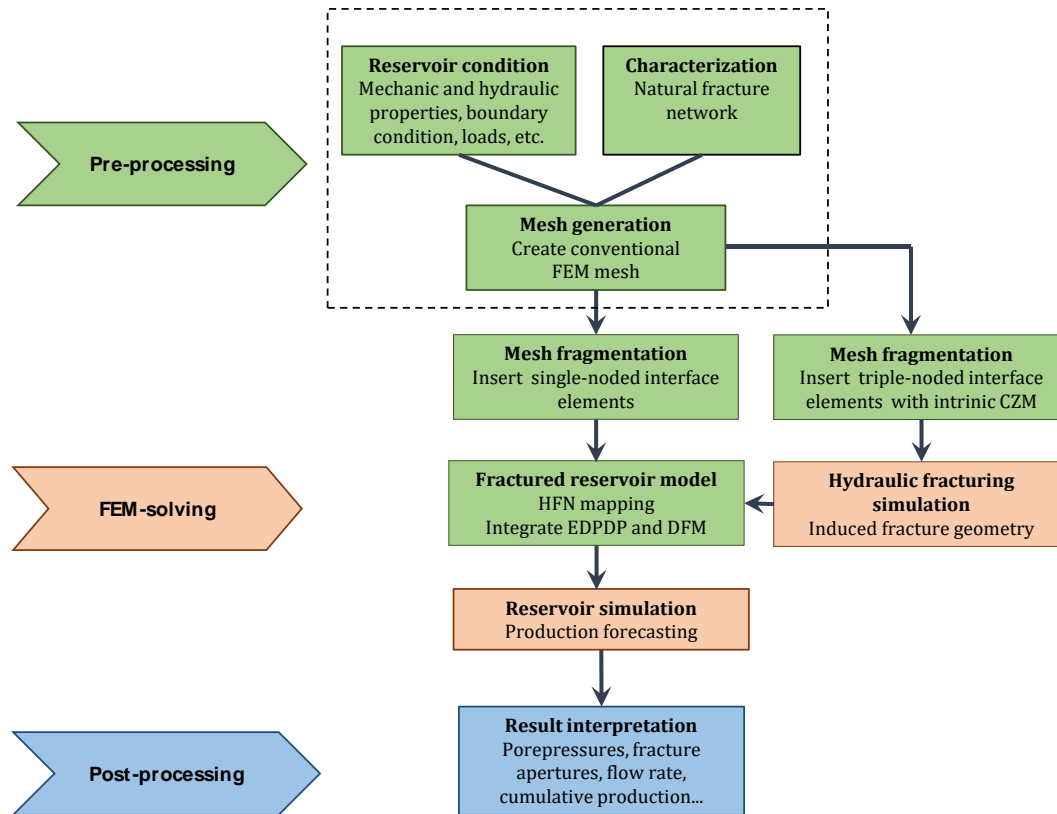 Reservoir condition
Mechanic and hydraulic
properties, boundary
condition, loads, etc.
Characterization
Natural fracture
network
Pre-processing
Mesh generation
Create conventional
FEM mesh
Mesh fragmentation
Insert single-noded interface
elements
Mesh fragmentation
Insert triple-noded interface
elements with intrinic CZM
FEM-solving
Fractured reservoir model
HFN mapping
Integrate EDPDP and DFM
Hydraulic fracturing
simulation
Induced fracture geometry
Reservoir simulation
Production forecasting
Post-processing
Result interpretation
Porepressures, fracture
apertures, flow rate,
cumulative production...